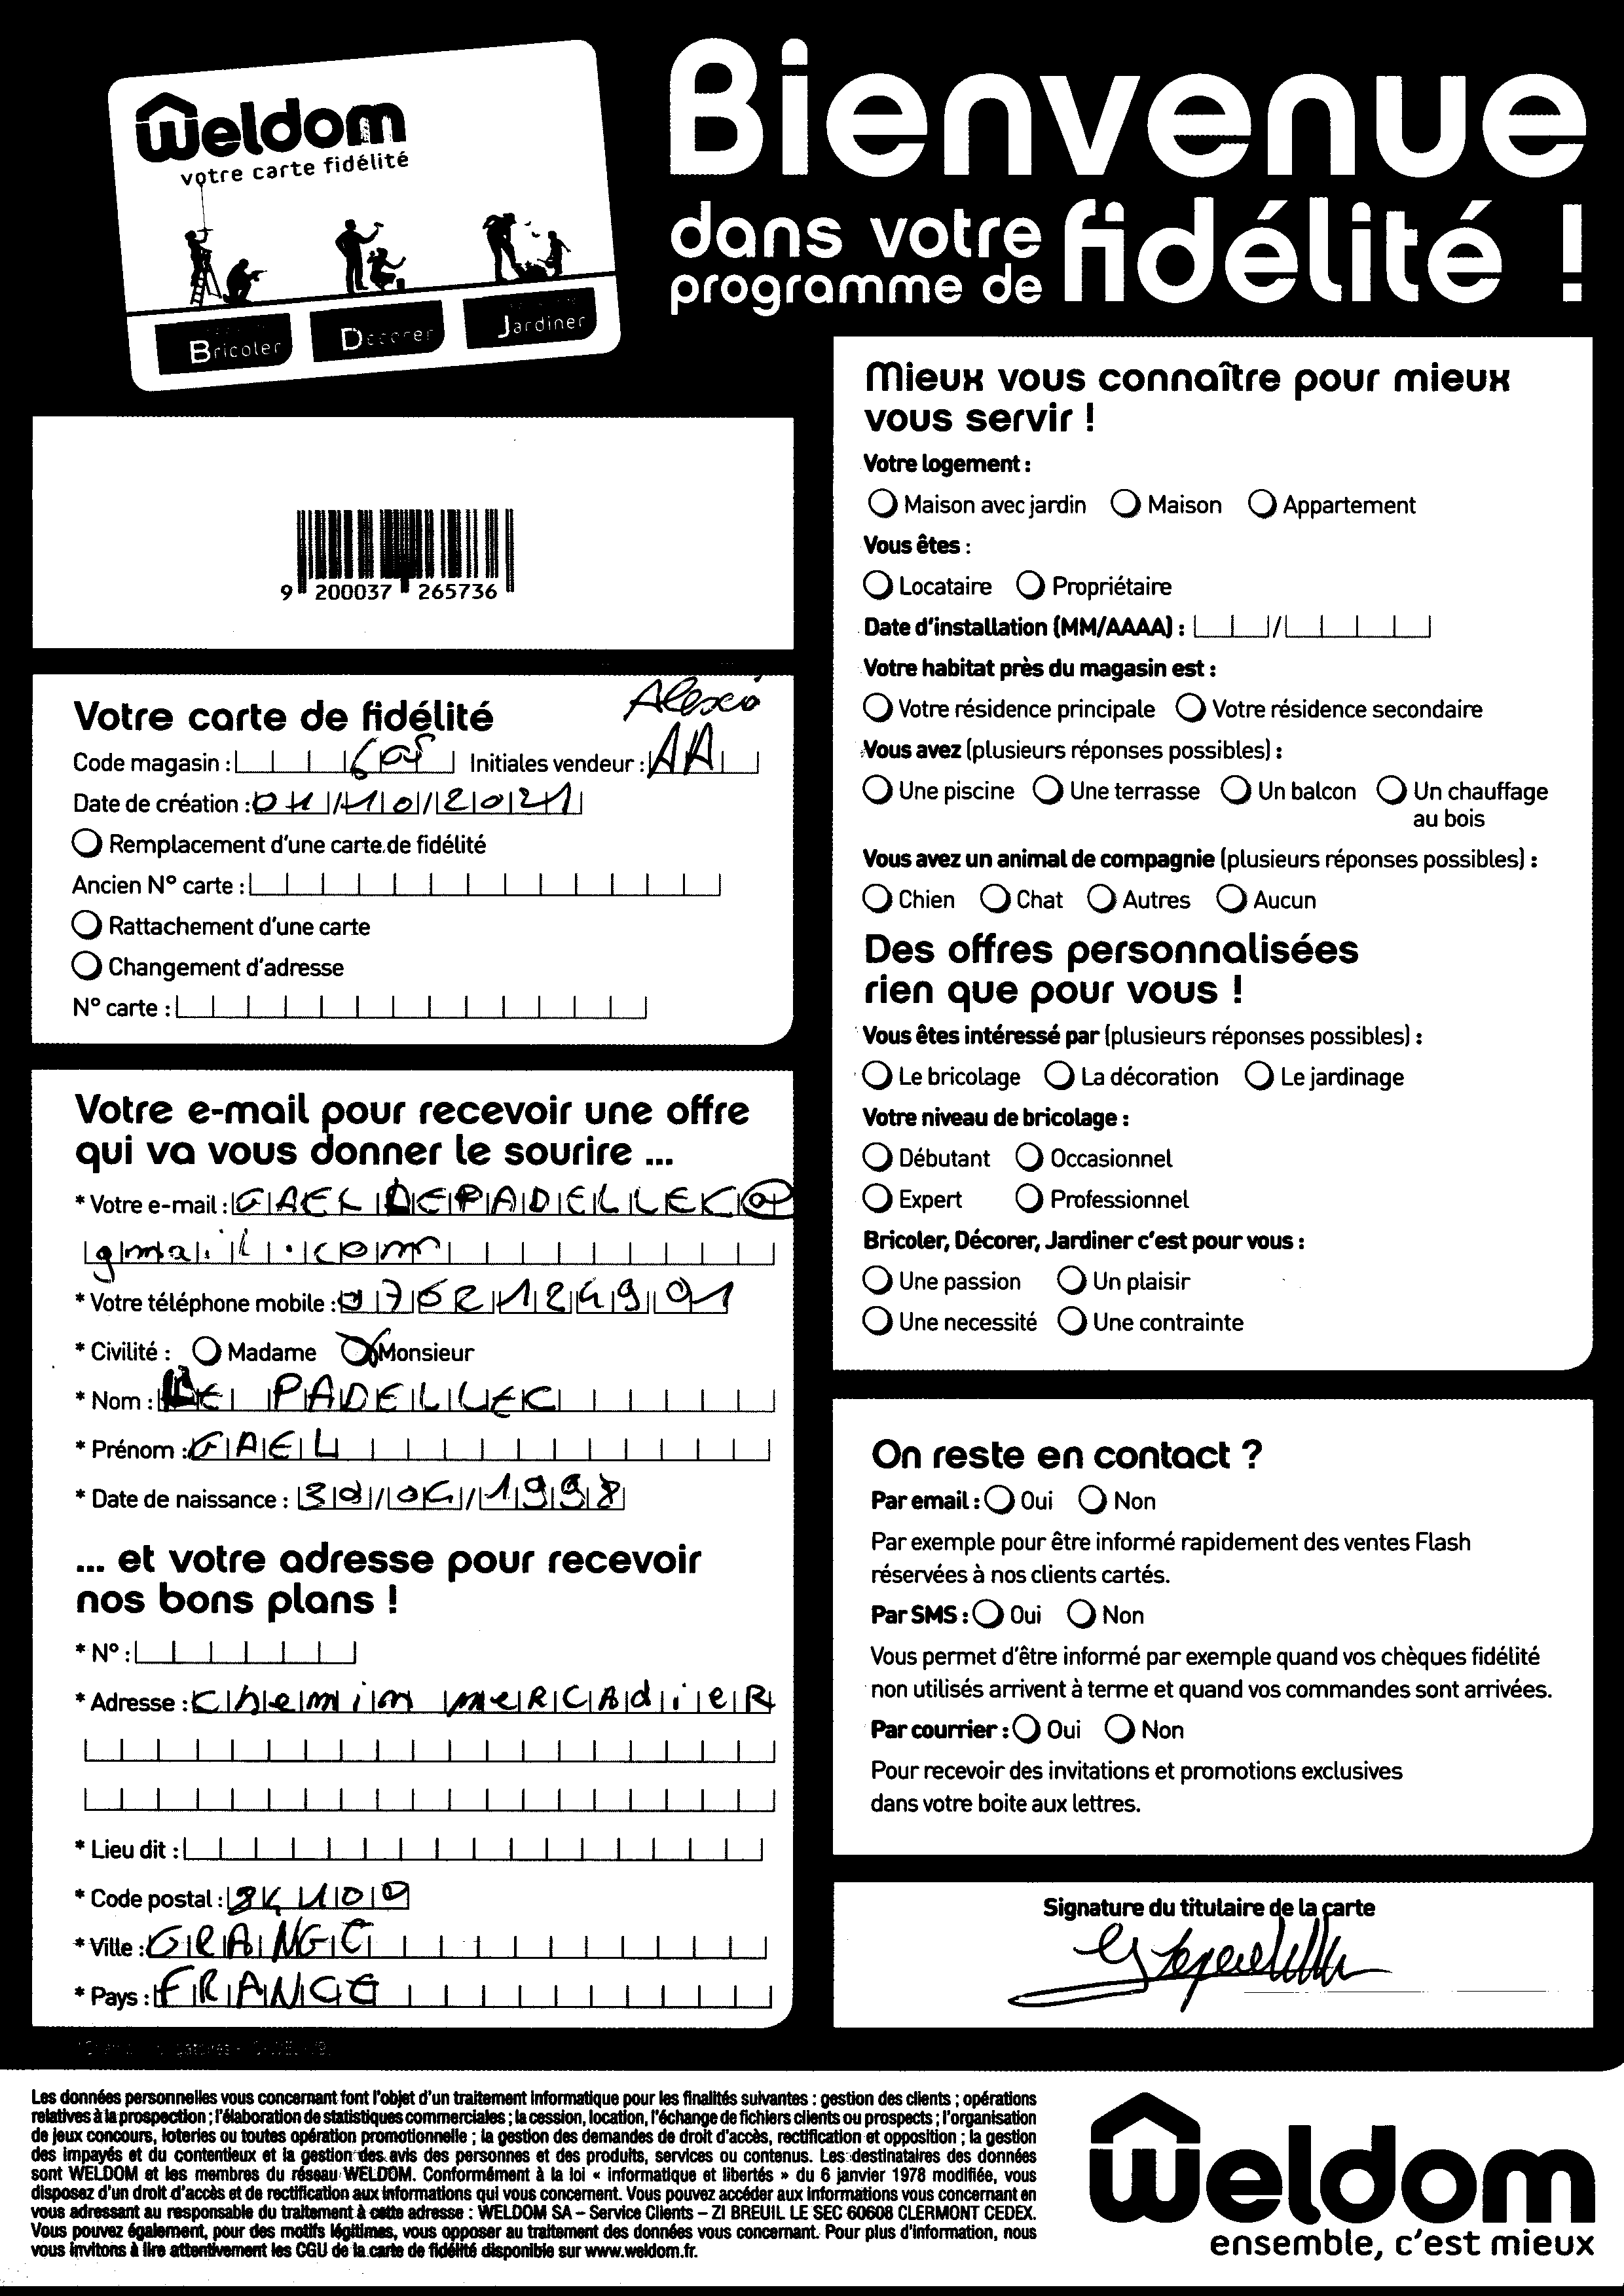 Weldom
votre carte fidélité
Bricoler Décorer Jardiner
Bienvenue
dans votre
programme de fidélité !
9 200037 265736
Votre carte de fidélité
Code magasin : 605 Initiales vendeur : AA
Date de création : 01/10/2021
Remplacement d'une carte de fidélité
Ancien N° carte :
Rattachement d'une carte
Changement d'adresse
N° carte :
Votre e-mail pour recevoir une offre
qui va vous donner le sourire ...
* Votre e-mail : GAELDEPADELLEC@
gmail.com
* Votre téléphone mobile : 0762124991
* Civilité : Madame Monsieur
* Nom : DE PADELLEC
* Prénom : GAEL
* Date de naissance : 30/06/1998
... et votre adresse pour recevoir
nos bons plans !
* N° :
* Adresse : Chemin meRCAdieR
* Lieu dit :
* Code postal : 84100
* Ville : ORANGE
* Pays : FRANCE
Mieux vous connaître pour mieux
vous servir !
Votre logement :
Maison avec jardin Maison Appartement
Vous êtes :
Locataire Propriétaire
Date d'installation (MM/AAAA) : /
Votre habitat près du magasin est :
Votre résidence principale Votre résidence secondaire
Vous avez (plusieurs réponses possibles) :
Une piscine Une terrasse Un balcon Un chauffage
au bois
Vous avez un animal de compagnie (plusieurs réponses possibles) :
Chien Chat Autres Aucun
Des offres personnalisées
rien que pour vous !
Vous êtes intéressé par (plusieurs réponses possibles) :
Le bricolage La décoration Le jardinage
Votre niveau de bricolage :
Débutant Occasionnel
Expert Professionnel
Bricoler, Décorer, Jardiner c'est pour vous :
Une passion Un plaisir
Une necessité Une contrainte
On reste en contact ?
Par email : Oui Non
Par exemple pour être informé rapidement des ventes Flash
réservées à nos clients cartés.
Par SMS : Oui Non
Vous permet d'être informé par exemple quand vos chèques fidélité
non utilisés arrivent à terme et quand vos commandes sont arrivées.
Par courrier : Oui Non
Pour recevoir des invitations et promotions exclusives
dans votre boite aux lettres.
Signature du titulaire de la carte
Les données personnelles vous concernant font l'objet d'un traitement informatique pour les finalités suivantes : gestion des clients ; opérations
relatives à la prospection ; l'élaboration de statistiques commerciales ; la cession, location, l'échange de fichiers clients ou prospects ; l'organisation
de jeux concours, loteries ou toutes opération promotionnelle ; la gestion des demandes de droit d'accès, rectification et opposition ; la gestion
des impayés et du contentieux et la gestion des avis des personnes et des produits, services ou contenus. Les destinataires des données
sont WELDOM et les membres du réseau WELDOM. Conformément à la loi « informatique et libertés » du 6 janvier 1978 modifiée, vous
disposez d'un droit d'accès et de rectification aux informations qui vous concernent. Vous pouvez accéder aux informations vous concernant en
vous adressant au responsable du traitement à cette adresse : WELDOM SA – Service Clients – ZI BREUIL LE SEC 60608 CLERMONT CEDEX.
Vous pouvez également, pour des motifs légitimes, vous opposer au traitement des données vous concernant. Pour plus d'information, nous
vous invitons à lire attentivement les CGU de la carte de fidélité disponible sur www.weldom.fr.
Weldom
ensemble, c'est mieux